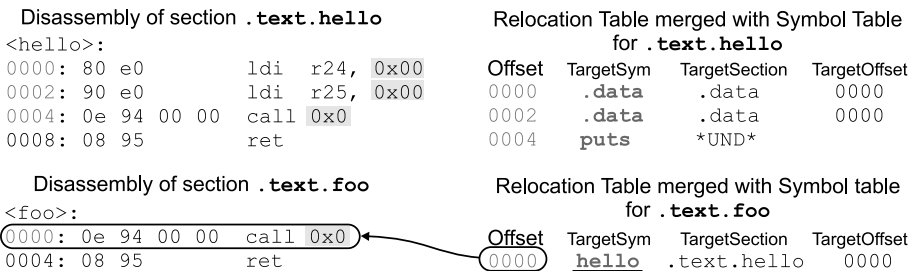 Disassembly of section .text.hello
<hello>:
0000: 80 e0 ldi r24, 0x00
0002: 90 e0 ldi r25, 0x00
0004: 0e 94 00 00 call 0x0
0008: 08 95 ret
Relocation Table merged with Symbol Table
for .text.hello
Offset TargetSym TargetSection TargetOffset
0000 .data .data 0000
0002 .data .data 0000
0004 puts *UND*
Disassembly of section .text.foo
<foo>:
0000: 0e 94 00 00 call 0x0
0004: 08 95 ret
Relocation Table merged with Symbol table
for .text.foo
Offset TargetSym TargetSection TargetOffset
0000 hello .text.hello 0000